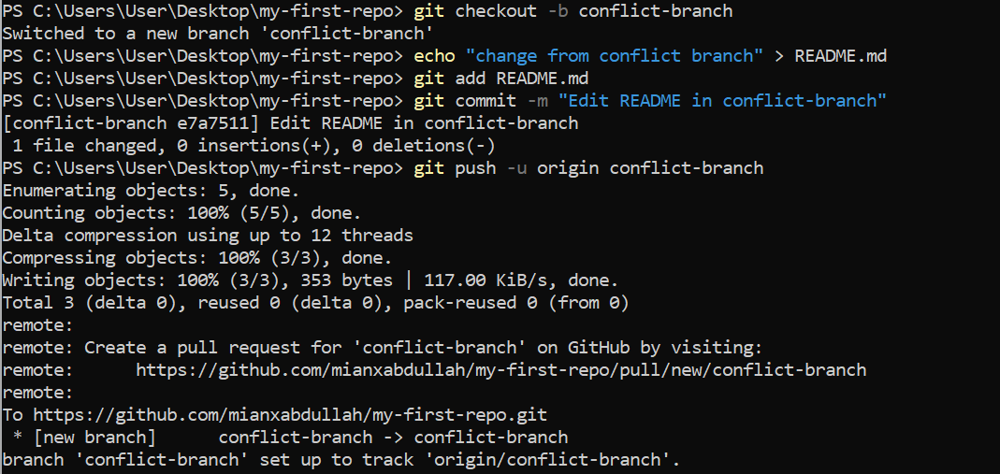 PS C:\Users\User\Desktop\my-first-repo> git checkout -b conflict-branch
Switched to a new branch 'conflict-branch'
PS C:\Users\User\Desktop\my-first-repo> echo "change from conflict branch" > README.md
PS C:\Users\User\Desktop\my-first-repo> git add README.md
PS C:\Users\User\Desktop\my-first-repo> git commit -m "Edit README in conflict-branch"
[conflict-branch e7a7511] Edit README in conflict-branch
 1 file changed, 0 insertions(+), 0 deletions(-)
PS C:\Users\User\Desktop\my-first-repo> git push -u origin conflict-branch
Enumerating objects: 5, done.
Counting objects: 100% (5/5), done.
Delta compression using up to 12 threads
Compressing objects: 100% (3/3), done.
Writing objects: 100% (3/3), 353 bytes | 117.00 KiB/s, done.
Total 3 (delta 0), reused 0 (delta 0), pack-reused 0 (from 0)
remote:
remote: Create a pull request for 'conflict-branch' on GitHub by visiting:
remote:      https://github.com/mianxabdullah/my-first-repo/pull/new/conflict-branch
remote:
To https://github.com/mianxabdullah/my-first-repo.git
 * [new branch]      conflict-branch -> conflict-branch
branch 'conflict-branch' set up to track 'origin/conflict-branch'.